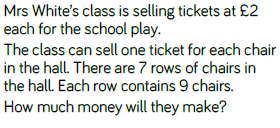 Mrs White's class is selling tickets at £2
each for the school play.
The class can sell one ticket for each chair
in the hall. There are 7 rows of chairs in
the hall. Each row contains 9 chairs.
How much money will they make?